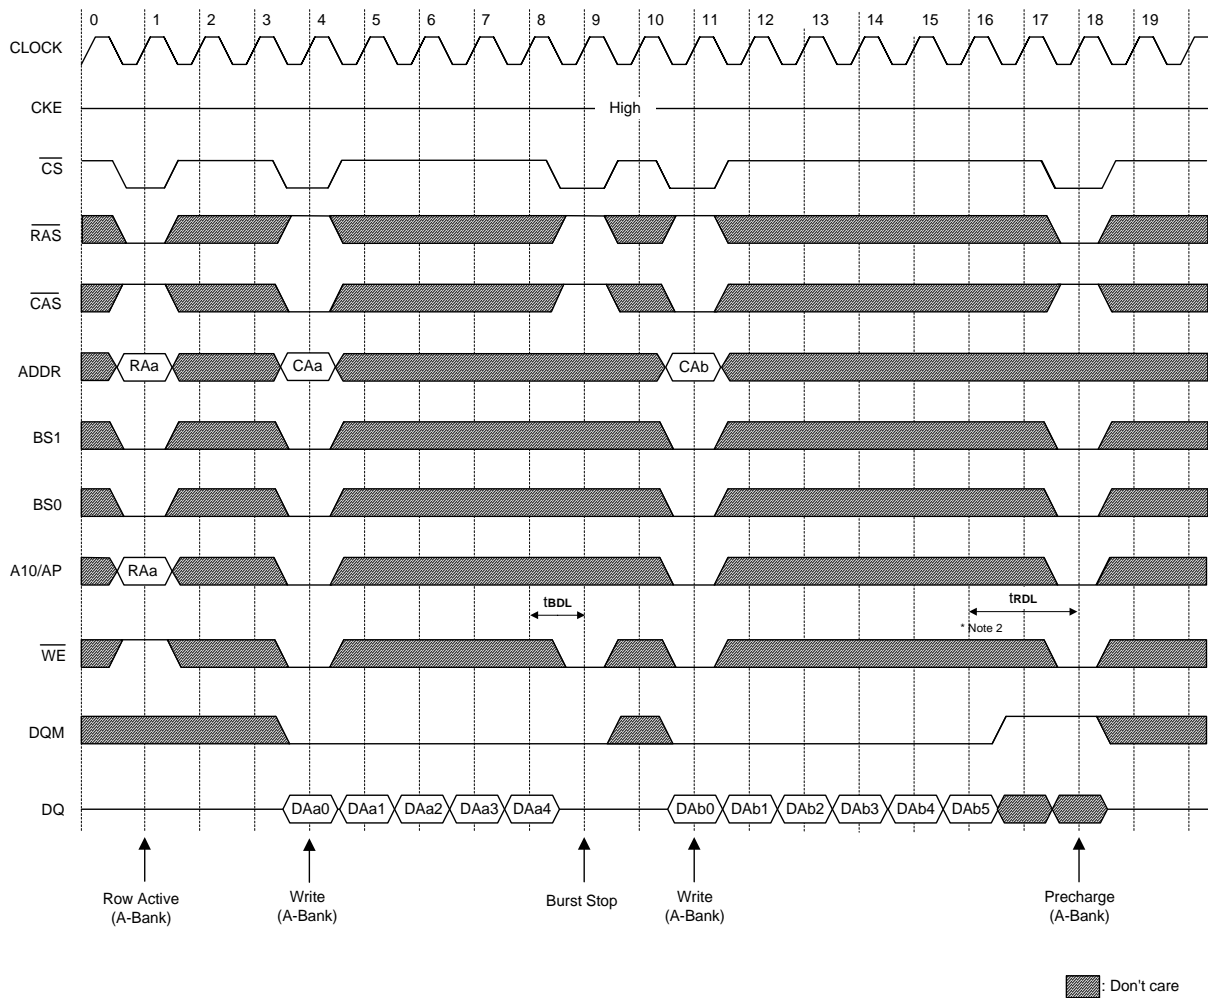 0 1 2 3 4 5 6 7 8 9 10 11 12 13 14 15 16 17 18 19
CLOCK
CKE High
CS
RAS
CAS
ADDR RAa CAa CAb
BS1
BS0
A10/AP RAa
tBDL tRDL
* Note 2
WE
DQM
DQ DAa0 DAa1 DAa2 DAa3 DAa4 DAb0 DAb1 DAb2 DAb3 DAb4 DAb5
Row Active Write Burst Stop Write Precharge
(A-Bank) (A-Bank) (A-Bank) (A-Bank)
: Don't care